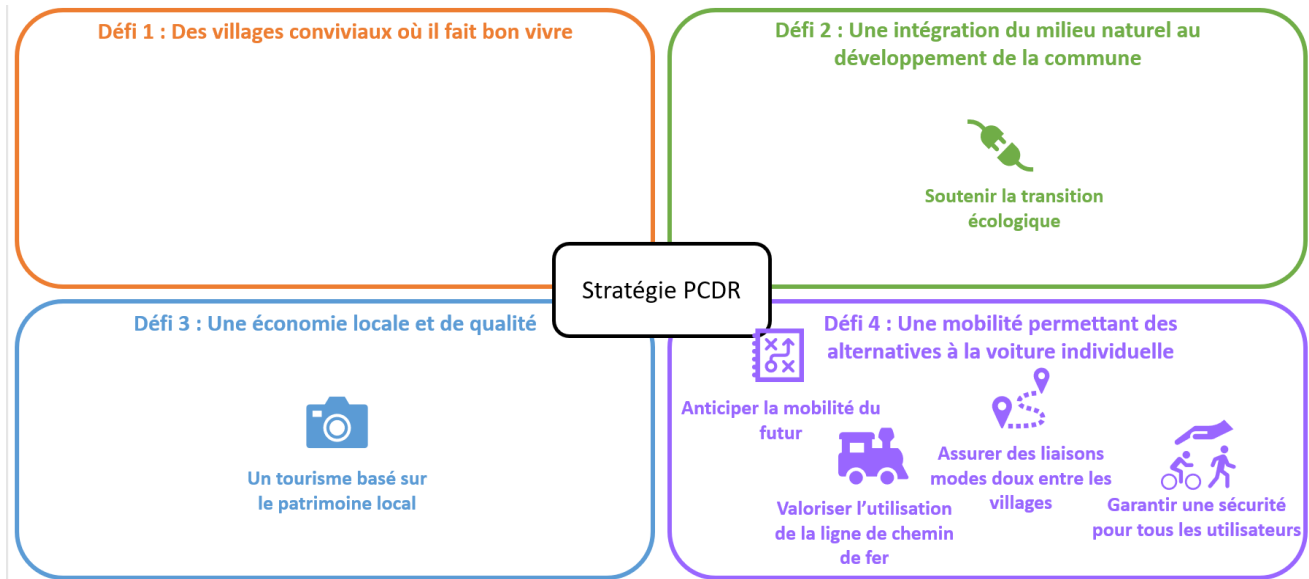 Défi 1 : Des villages conviviaux où il fait bon vivre
Défi 2 : Une intégration du milieu naturel au
développement de la commune
Soutenir la transition
écologique
Stratégie PCDR
Défi 3 : Une économie locale et de qualité
Un tourisme basé sur
le patrimoine local
Défi 4 : Une mobilité permettant des
alternatives à la voiture individuelle
Anticiper la mobilité du
futur
Valoriser l’utilisation
de la ligne de chemin
de fer
Assurer des liaisons
modes doux entre les
villages
Garantir une sécurité
pour tous les utilisateurs